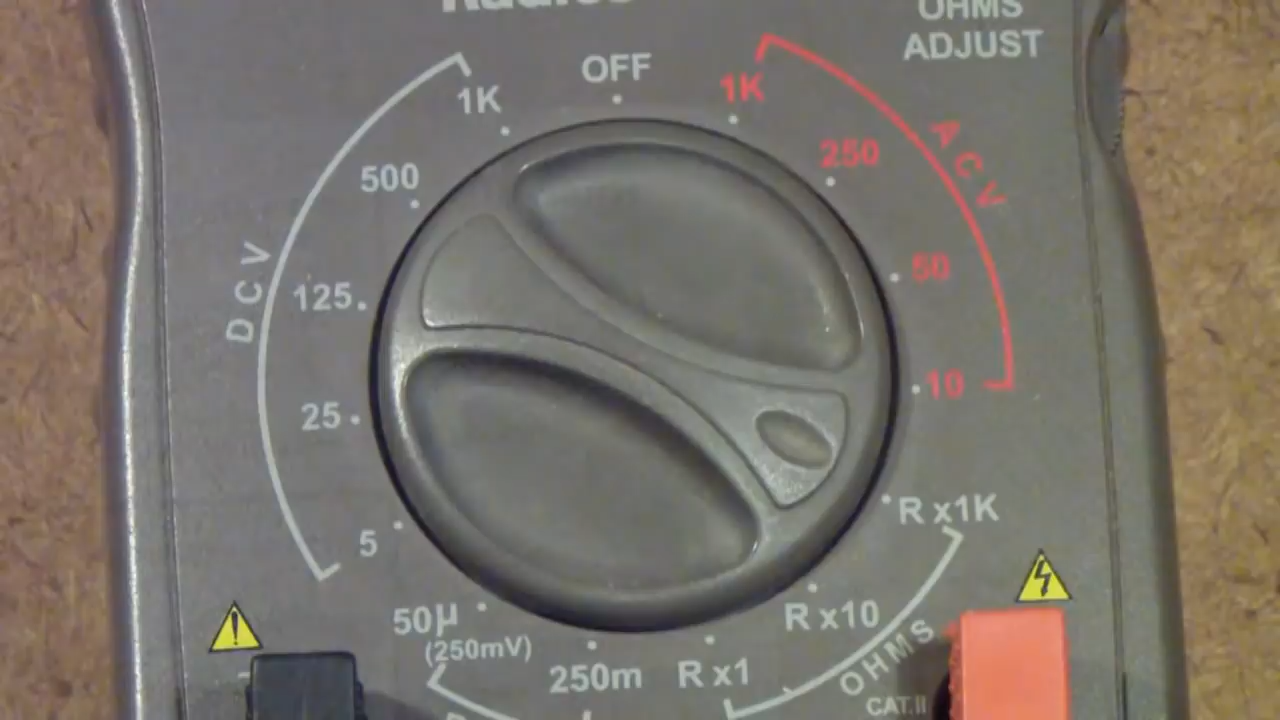 OHMS
ADJUST
OFF
1K
1K
500
250
ACV
DCV
125
50
25
10
5
R x1K
50µ
(250mV)
250m
R x1
R x10
OHMS
CAT.II